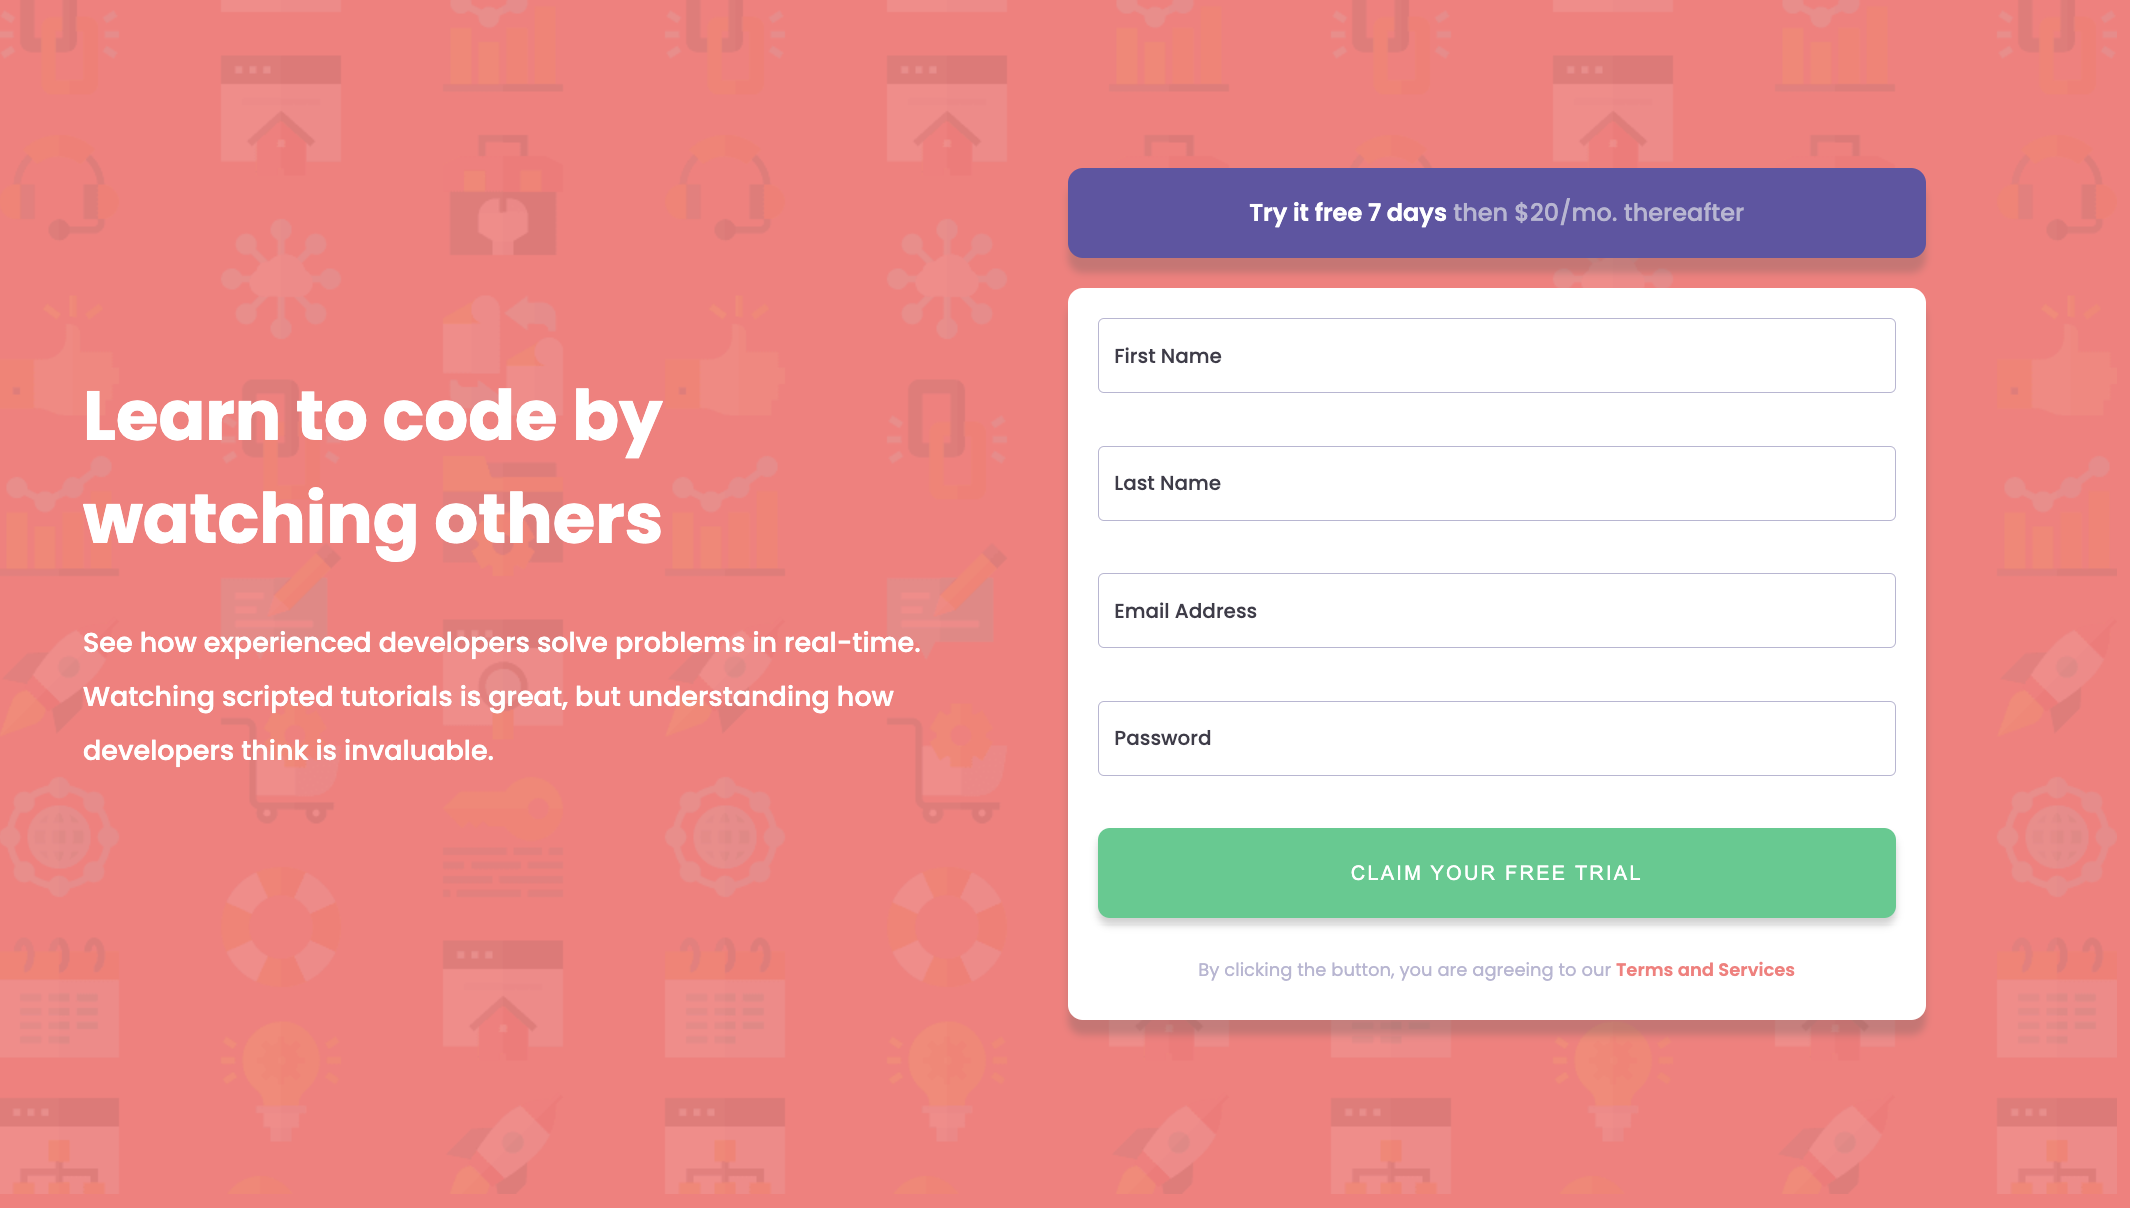 Learn to code by
watching others
See how experienced developers solve problems in real-time.
Watching scripted tutorials is great, but understanding how
developers think is invaluable.
Try it free 7 days then $20/mo. thereafter
First Name
Last Name
Email Address
Password
CLAIM YOUR FREE TRIAL
By clicking the button, you are agreeing to our Terms and Services